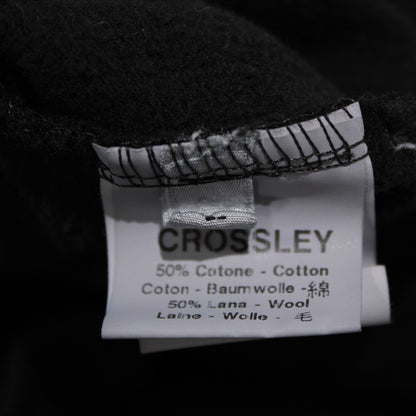 CROSSLEY
50% Cotone - Cotton
Coton - Baumwolle - 綿
50% Lana - Wool
Laine - Wolle - 毛